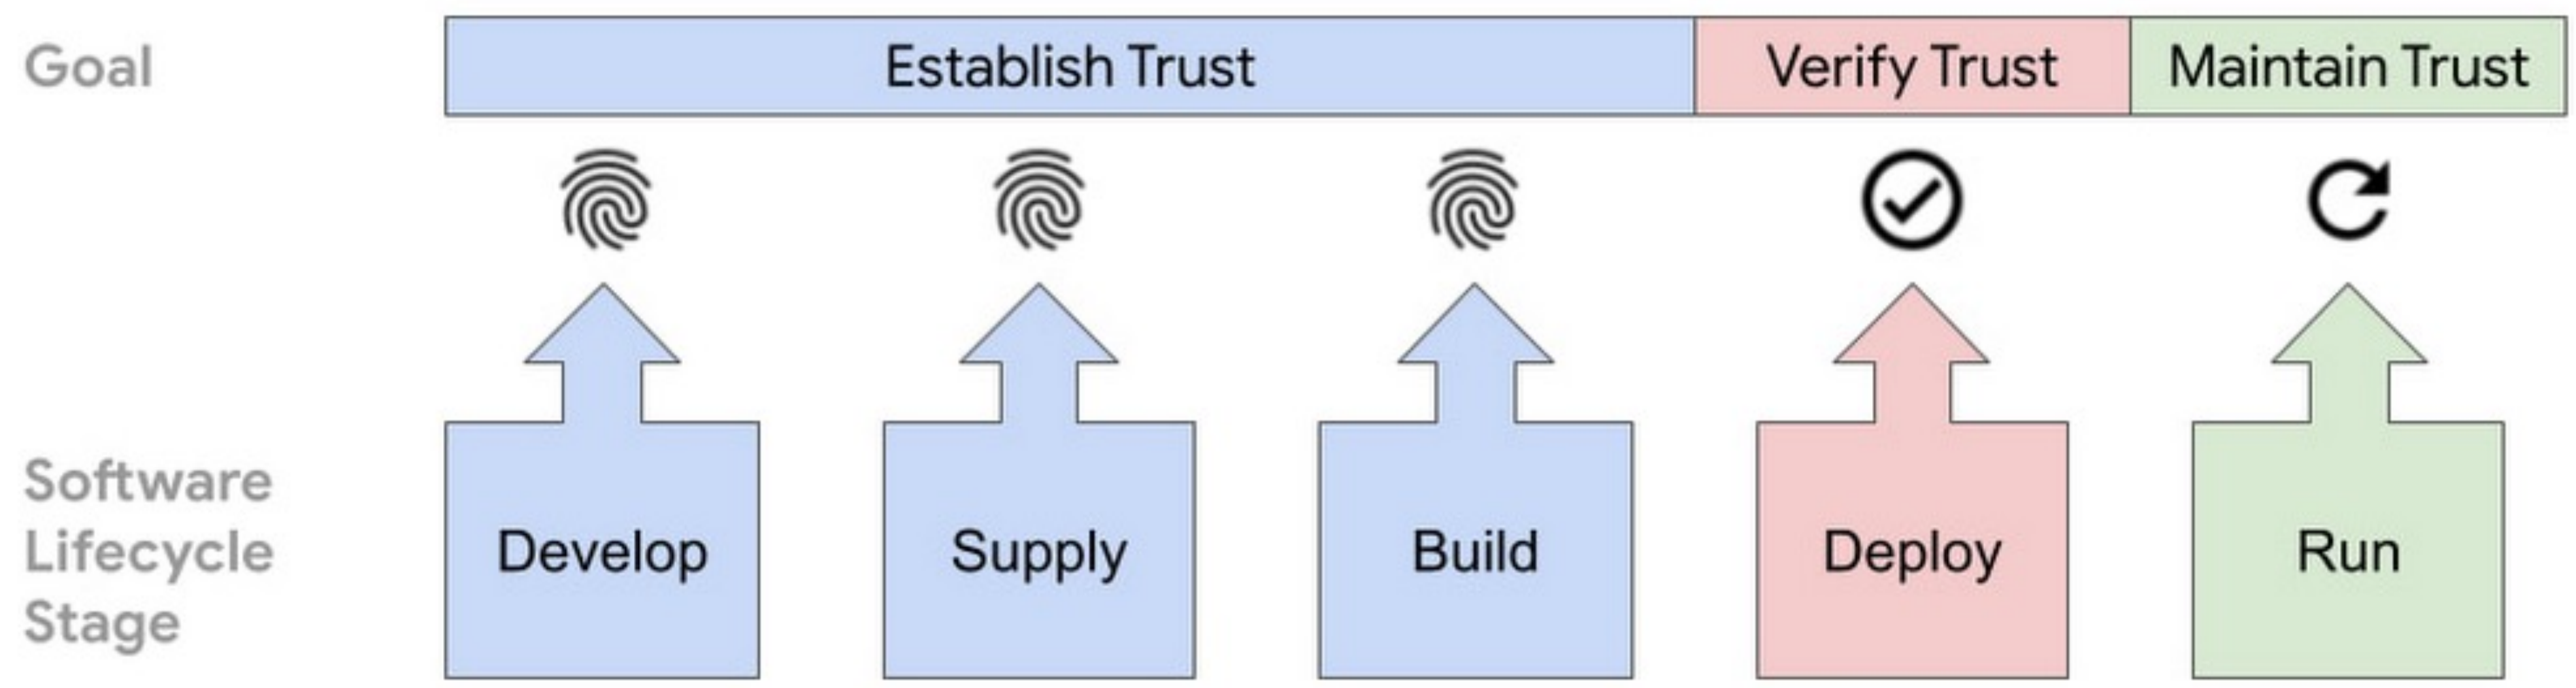 Goal
Establish Trust
Verify Trust
Maintain Trust
Software
Lifecycle
Stage
Develop
Supply
Build
Deploy
Run